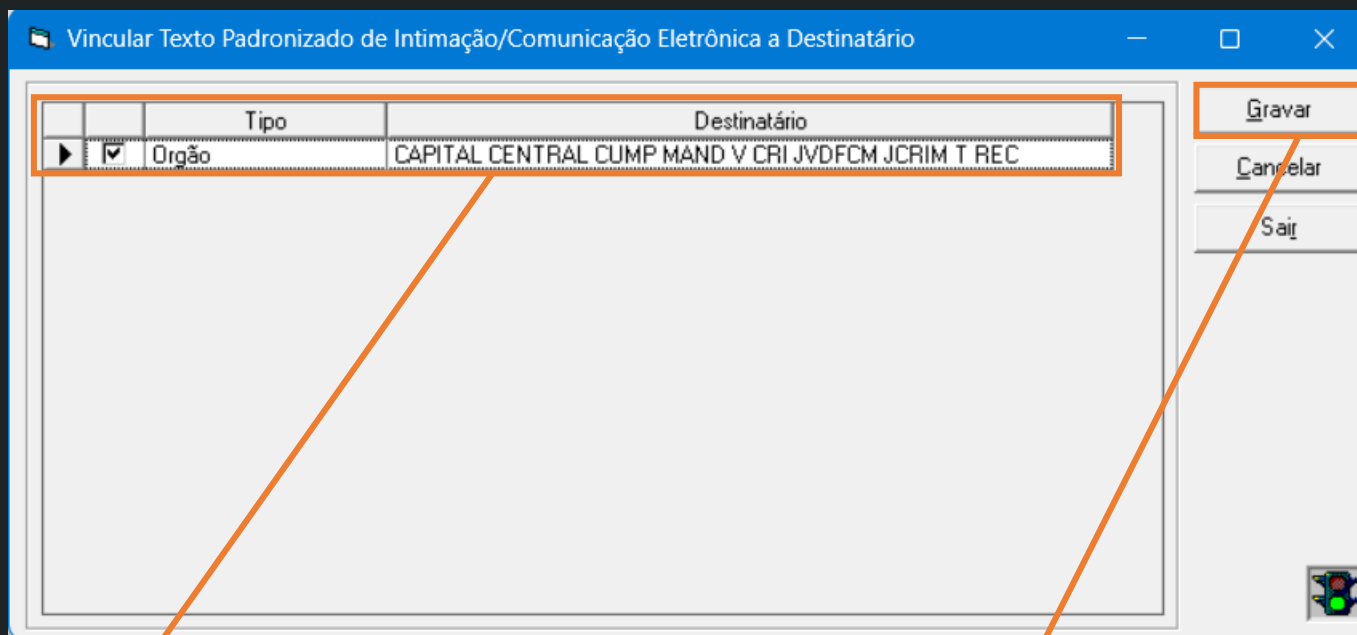 Vincular Texto Padronizado de Intimação/Comunicação Eletrônica a Destinatário
Tipo Destinatário
Orgão CAPITAL CENTRAL CUMP MAND V CRI JVDFCM JCRIM T REC
Gravar
Cancelar
Sair